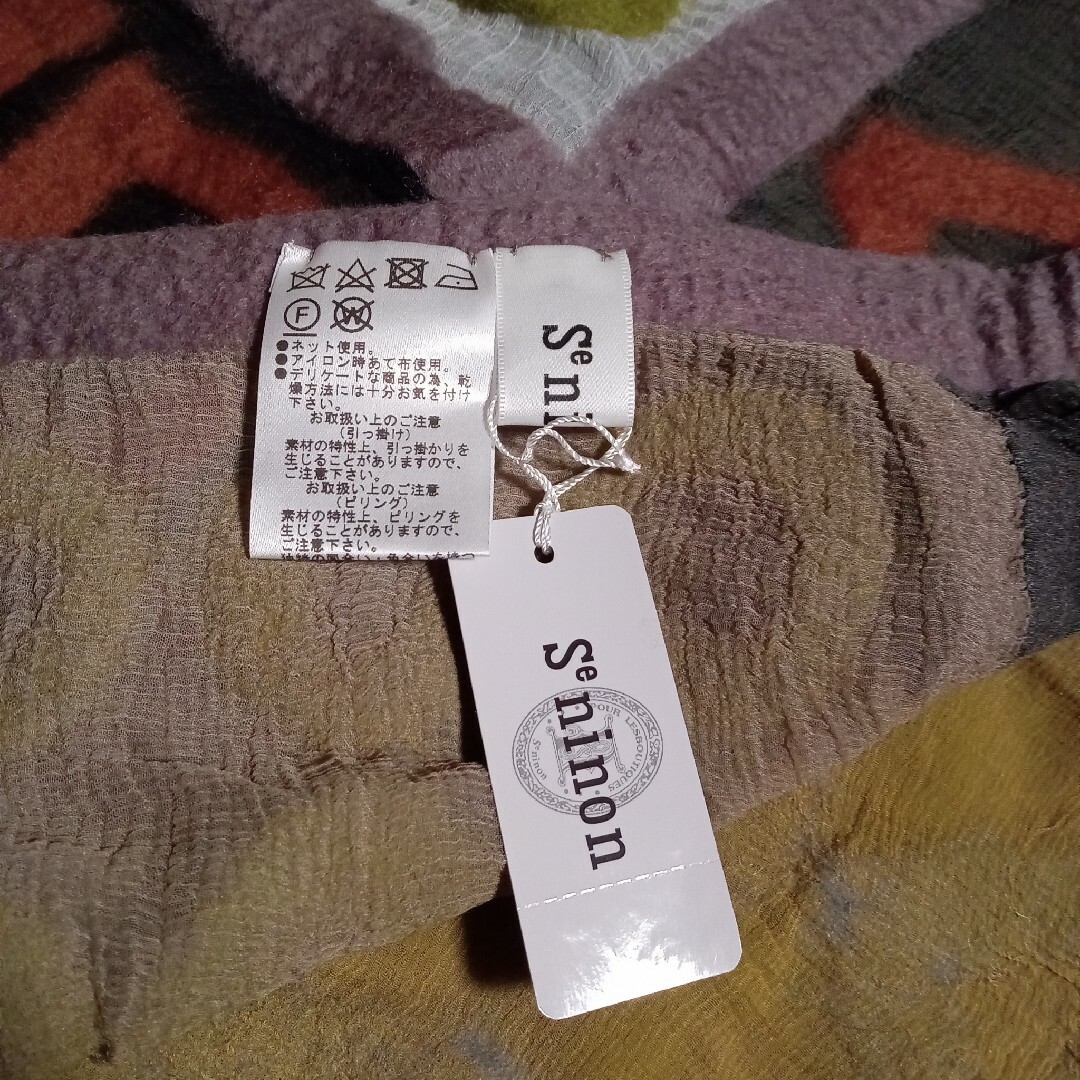 F
W
●ネット使用。
●アイロン時あて布使用。
●デリケートな商品の為、乾
燥方法には十分お気を付け
下さい。
お取扱い上のご注意
(引っ掛け)
素材の特性上、引っ掛かりを
生じることがありますので、
ご注意下さい。
お取扱い上のご注意
(ピリング)
素材の特性上、ピリングを
生じることがありますので、
ご注意下さい。
Se ni
Se ninon
POUR LESBOUTIQUES
Se ninon